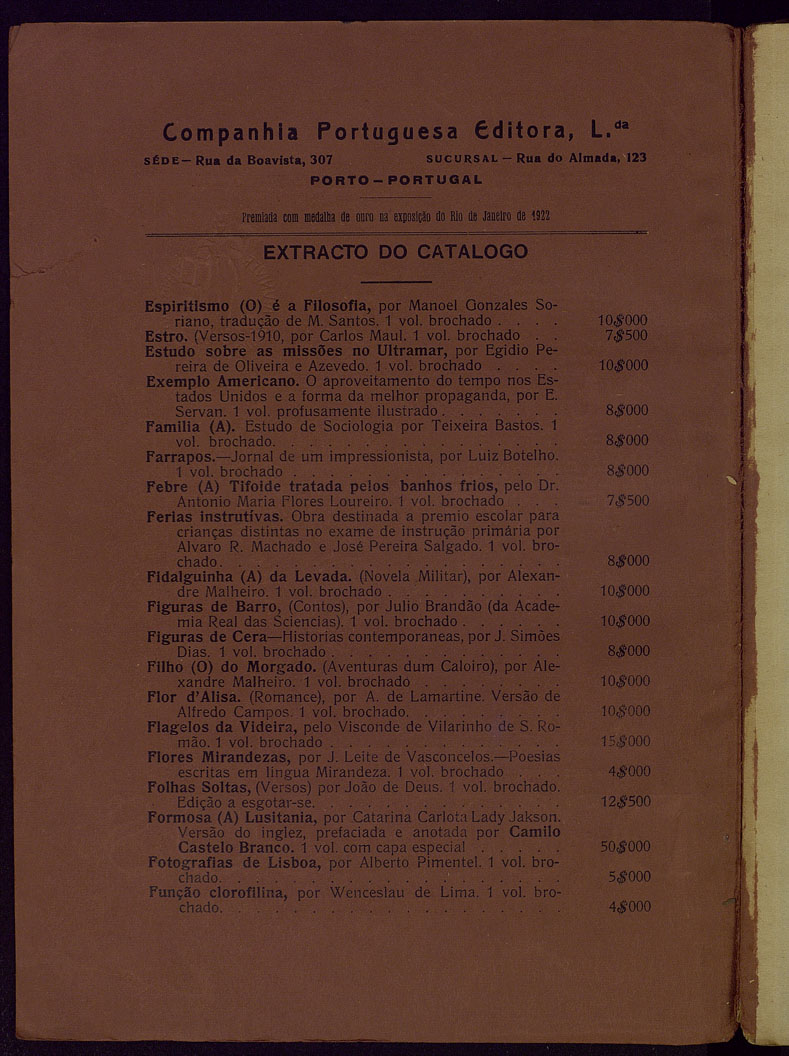 Companhia Portuguesa Editora, L.da
SÉDE — Rua da Boavista, 307 SUCURSAL — Rua do Almada, 123
PORTO — PORTUGAL
Premiada com medalha de ouro na exposição do Rio de Janeiro de 1922
EXTRACTO DO CATALOGO
Espiritismo (O) é a Filosofia, por Manoel Gonzales So-
riano, tradução de M. Santos. 1 vol. brochado . . . . 10$000
Estro. (Versos-1910, por Carlos Maul. 1 vol. brochado . . 7$500
Estudo sobre as missões no Ultramar, por Egidio Pe-
reira de Oliveira e Azevedo. 1 vol. brochado . . . . 10$000
Exemplo Americano. O aproveitamento do tempo nos Es-
tados Unidos e a forma da melhor propaganda, por E.
Servan. 1 vol. profusamente ilustrado . . . . . . . 8$000
Familia (A). Estudo de Sociologia por Teixeira Bastos. 1
vol. brochado. . . . . . . . . . . . . . . . . 8$000
Farrapos.—Jornal de um impressionista, por Luiz Botelho.
1 vol. brochado . . . . . . . . . . . . . . . . 8$000
Febre (A) Tifoide tratada pelos banhos frios, pelo Dr.
Antonio Maria Flores Loureiro. 1 vol. brochado . . . 7$500
Ferias instrutivas. Obra destinada a premio escolar para
crianças distintas no exame de instrução primária por
Alvaro R. Machado e José Pereira Salgado. 1 vol. bro-
chado. . . . . . . . . . . . . . . . . . . . 8$000
Fidalguinha (A) da Levada. (Novela Militar), por Alexan-
dre Malheiro. 1 vol. brochado . . . . . . . . . . 10$000
Figuras de Barro, (Contos), por Julio Brandão (da Acade-
mia Real das Sciencias). 1 vol. brochado . . . . . . 10$000
Figuras de Cera—Historias contemporaneas, por J. Simões
Dias. 1 vol. brochado . . . . . . . . . . . . . . 8$000
Filho (O) do Morgado. (Aventuras dum Caloiro), por Ale-
xandre Malheiro. 1 vol. brochado . . . . . . . . 10$000
Flor d'Alisa. (Romance), por A. de Lamartine. Versão de
Alfredo Campos. 1 vol. brochado. . . . . . . . . 10$000
Flagelos da Videira, pelo Visconde de Vilarinho de S. Ro-
mão. 1 vol. brochado . . . . . . . . . . . . . . 15$000
Flores Mirandezas, por J. Leite de Vasconcelos.—Poesias
escritas em lingua Mirandeza. 1 vol. brochado . . . 4$000
Folhas Soltas, (Versos) por João de Deus. 1 vol. brochado.
Edição a esgotar-se. . . . . . . . . . . . . . . 12$500
Formosa (A) Lusitania, por Catarina Carlota Lady Jakson.
Versão do inglez, prefaciada e anotada por Camilo
Castelo Branco. 1 vol. com capa especial . . . . . 50$000
Fotografias de Lisboa, por Alberto Pimentel. 1 vol. bro-
chado. . . . . . . . . . . . . . . . . . . . 5$000
Função clorofilina, por Wenceslau de Lima. 1 vol. bro-
chado. . . . . . . . . . . . . . . . . . . . 4$000